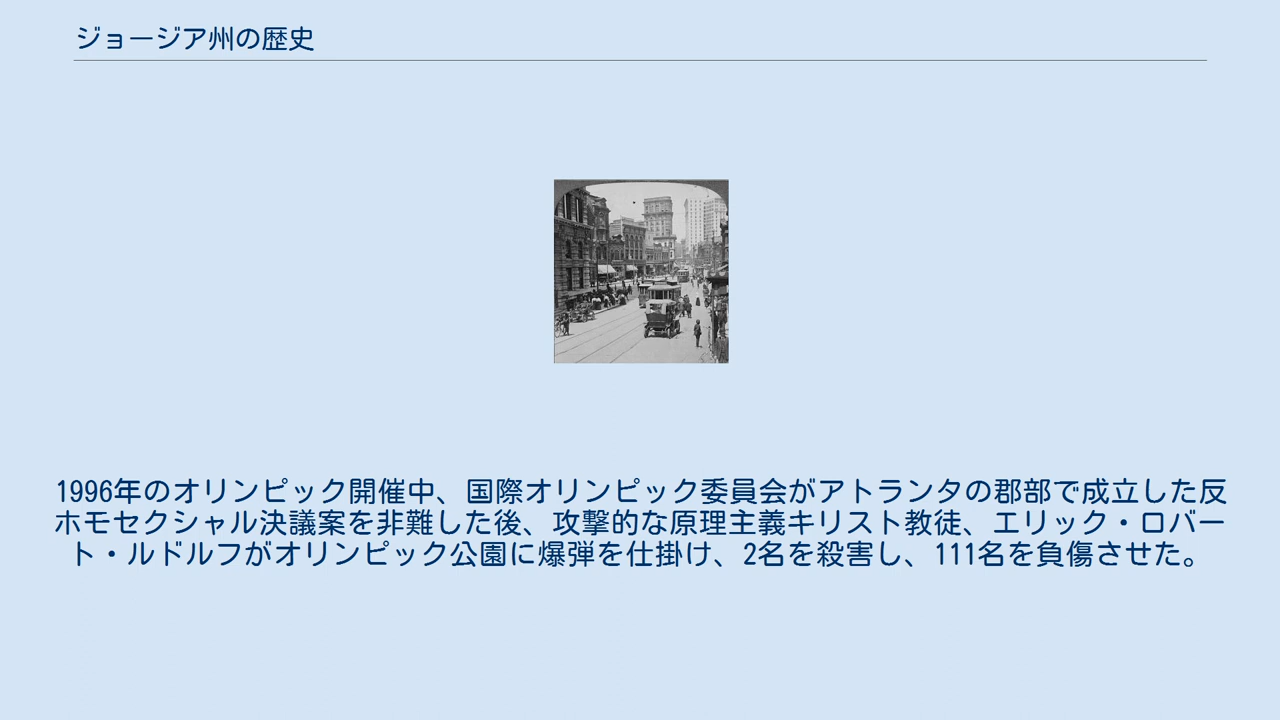 ジョージア州の歴史
1996年のオリンピック開催中、国際オリンピック委員会がアトランタの郡部で成立した反
ホモセクシャル決議案を非難した後、攻撃的な原理主義キリスト教徒、エリック・ロバー
ト・ルドルフがオリンピック公園に爆弾を仕掛け、2名を殺害し、111名を負傷させた。